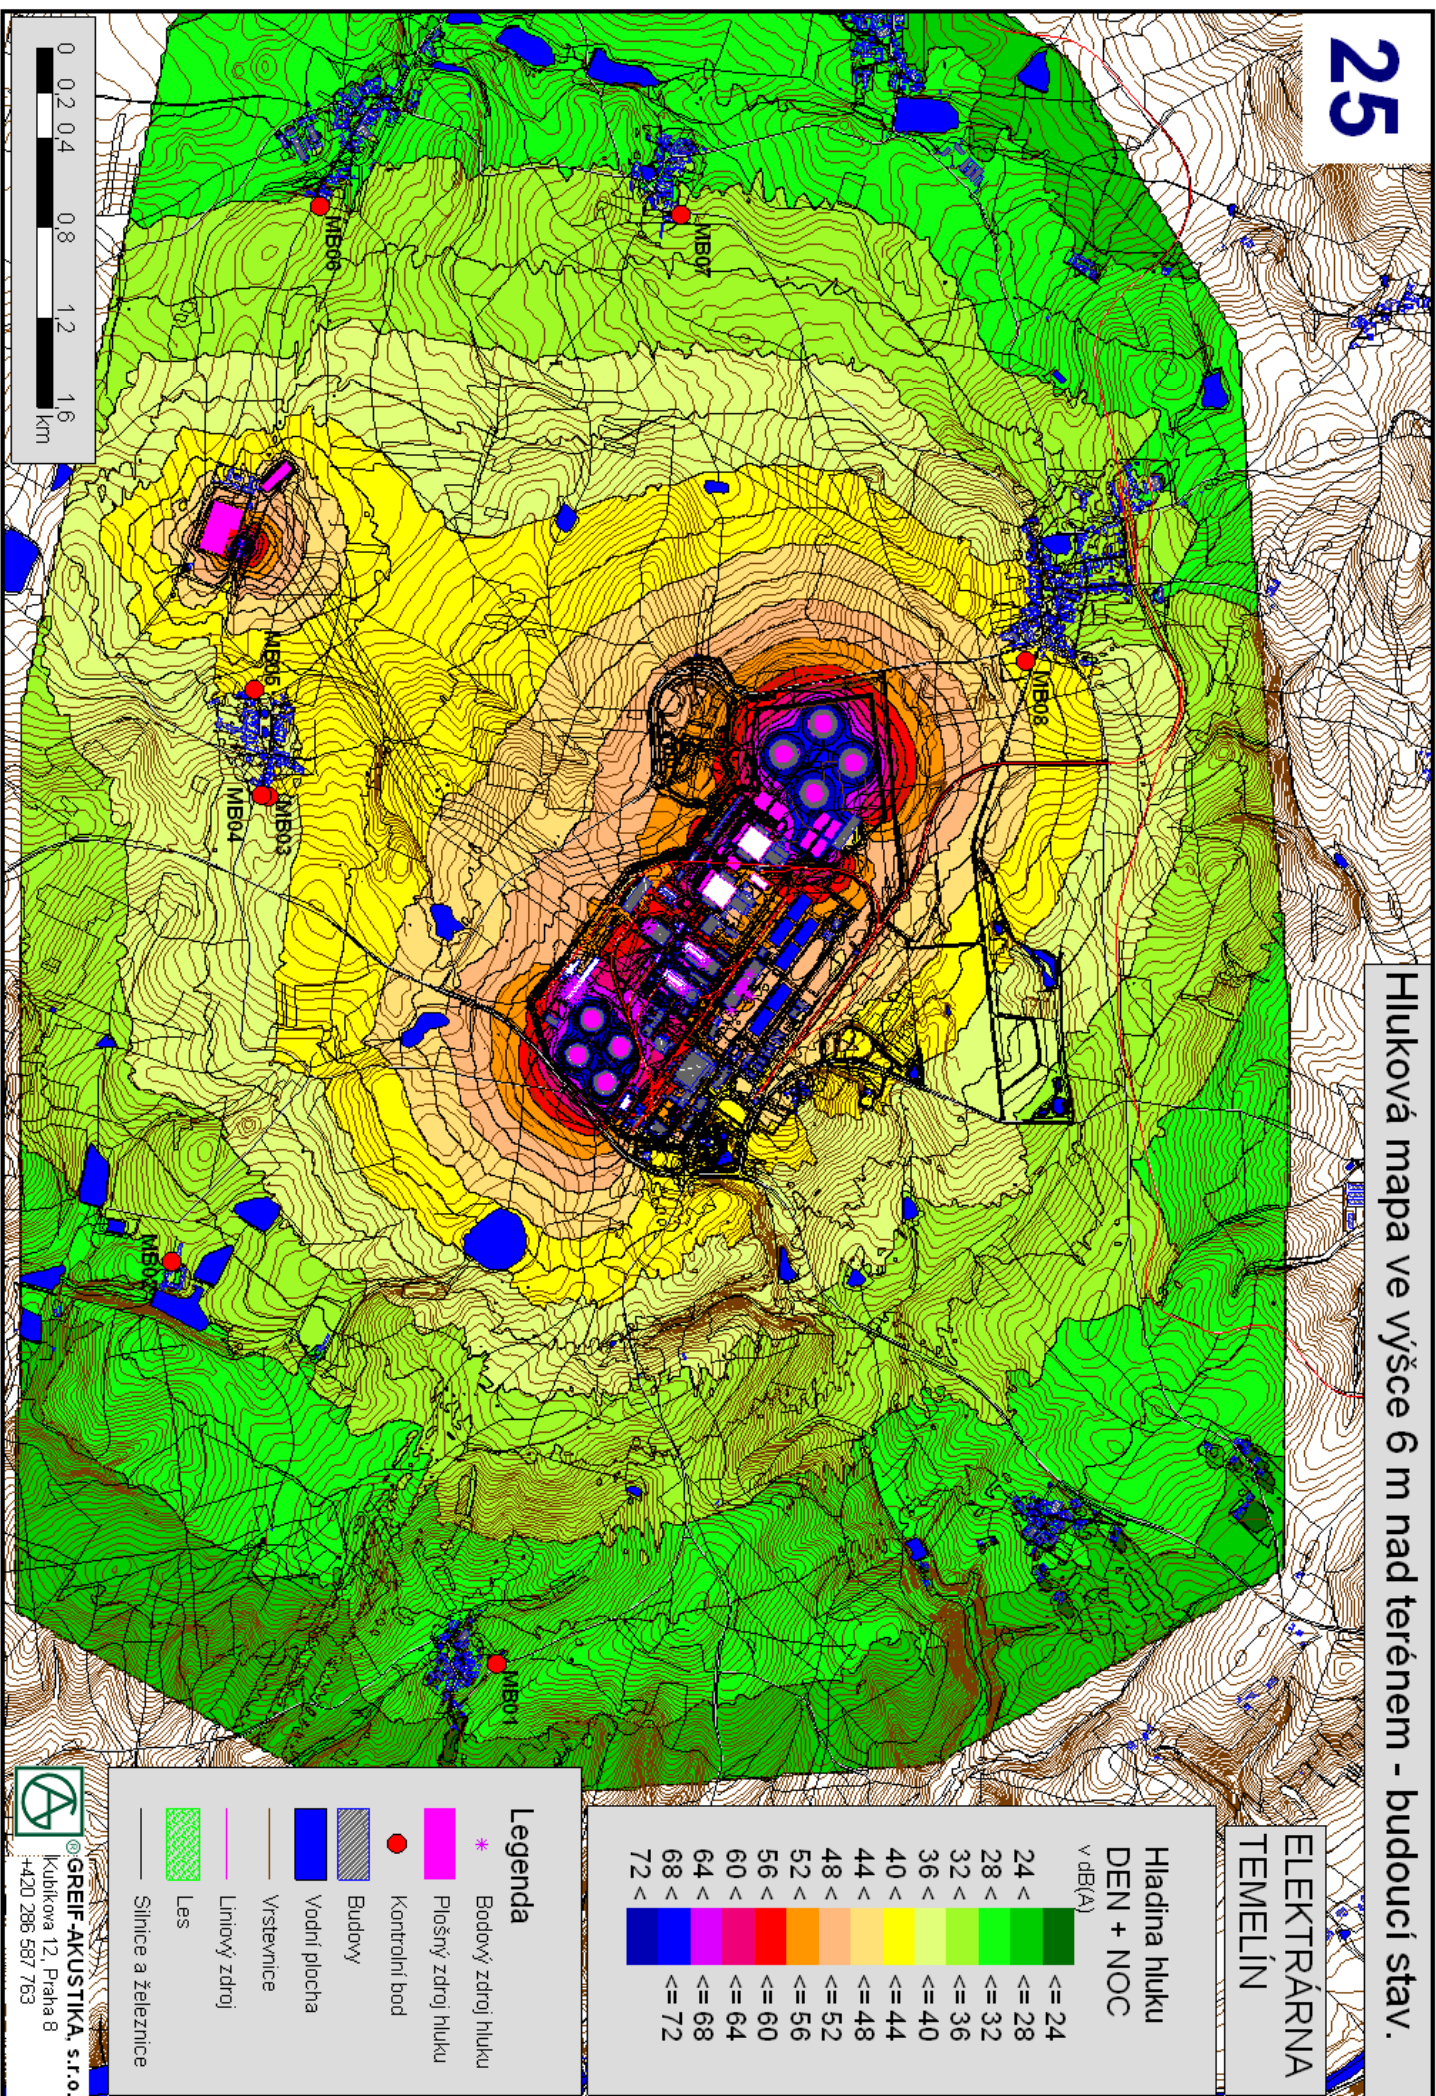 25
Hluková mapa ve výšce 6 m nad terénem - budoucí stav.
ELEKTRÁRNA
TEMELÍN
Hladina hluku
DEN + NOC
v dB(A)
<= 24
24 < <= 28
28 < <= 32
32 < <= 36
36 < <= 40
40 < <= 44
44 < <= 48
48 < <= 52
52 < <= 56
56 < <= 60
60 < <= 64
64 < <= 68
68 < <= 72
72 <
Legenda
Bodový zdroj hluku
Plošný zdroj hluku
Kontrolní bod
Budovy
Vodní plocha
Vrstevnice
Liniový zdroj
Les
Silnice a železnice
MB08
MB07
MB06
MB05
MB03
MB04
MB01
0 0,2 0,4 0,8 1,2 1,6
km
® GREIF-AKUSTIKA, s.r.o.
Kubíkova 12, Praha 8
+420 286 587 763